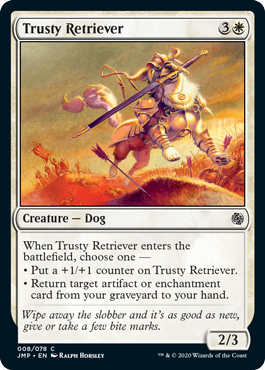 Trusty Retriever 3
Creature — Dog
When Trusty Retriever enters the
battlefield, choose one —
• Put a +1/+1 counter on Trusty Retriever.
• Return target artifact or enchantment
card from your graveyard to your hand.
Wipe away the slobber and it's as good as new,
give or take a few bite marks.
2/3
008/078 C
JMP • EN RALPH HORSLEY
™ & © 2020 Wizards of the Coast